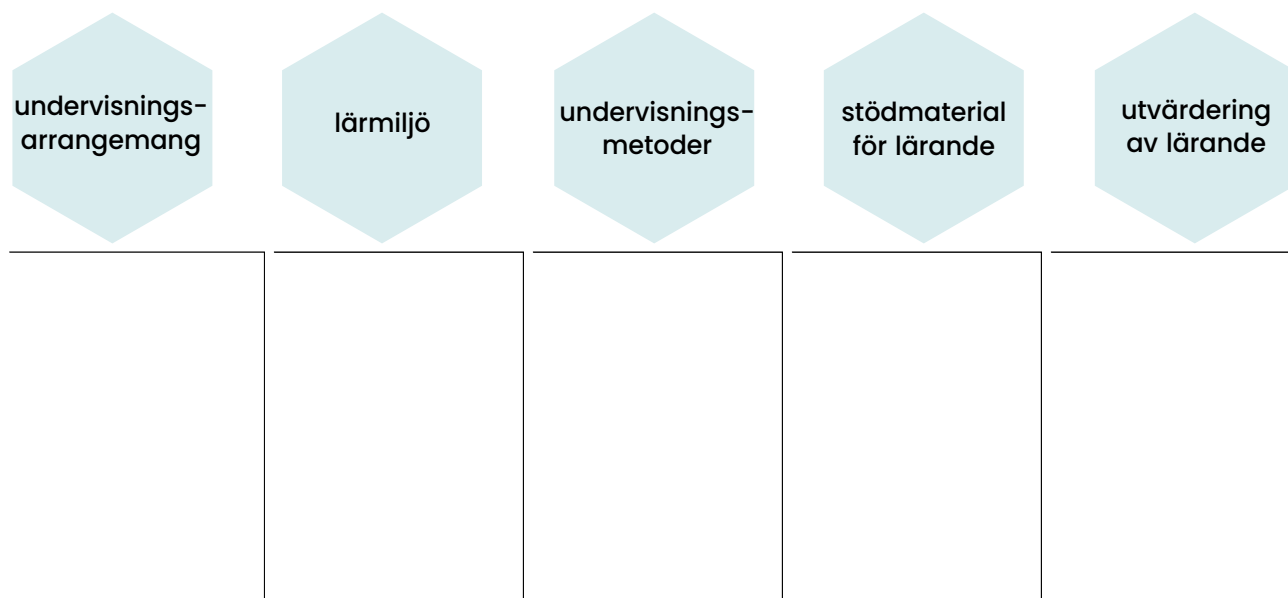 undervisnings-
arrangemang
lärmiljö
undervisnings-
metoder
stödmaterial
för lärande
utvärdering
av lärande